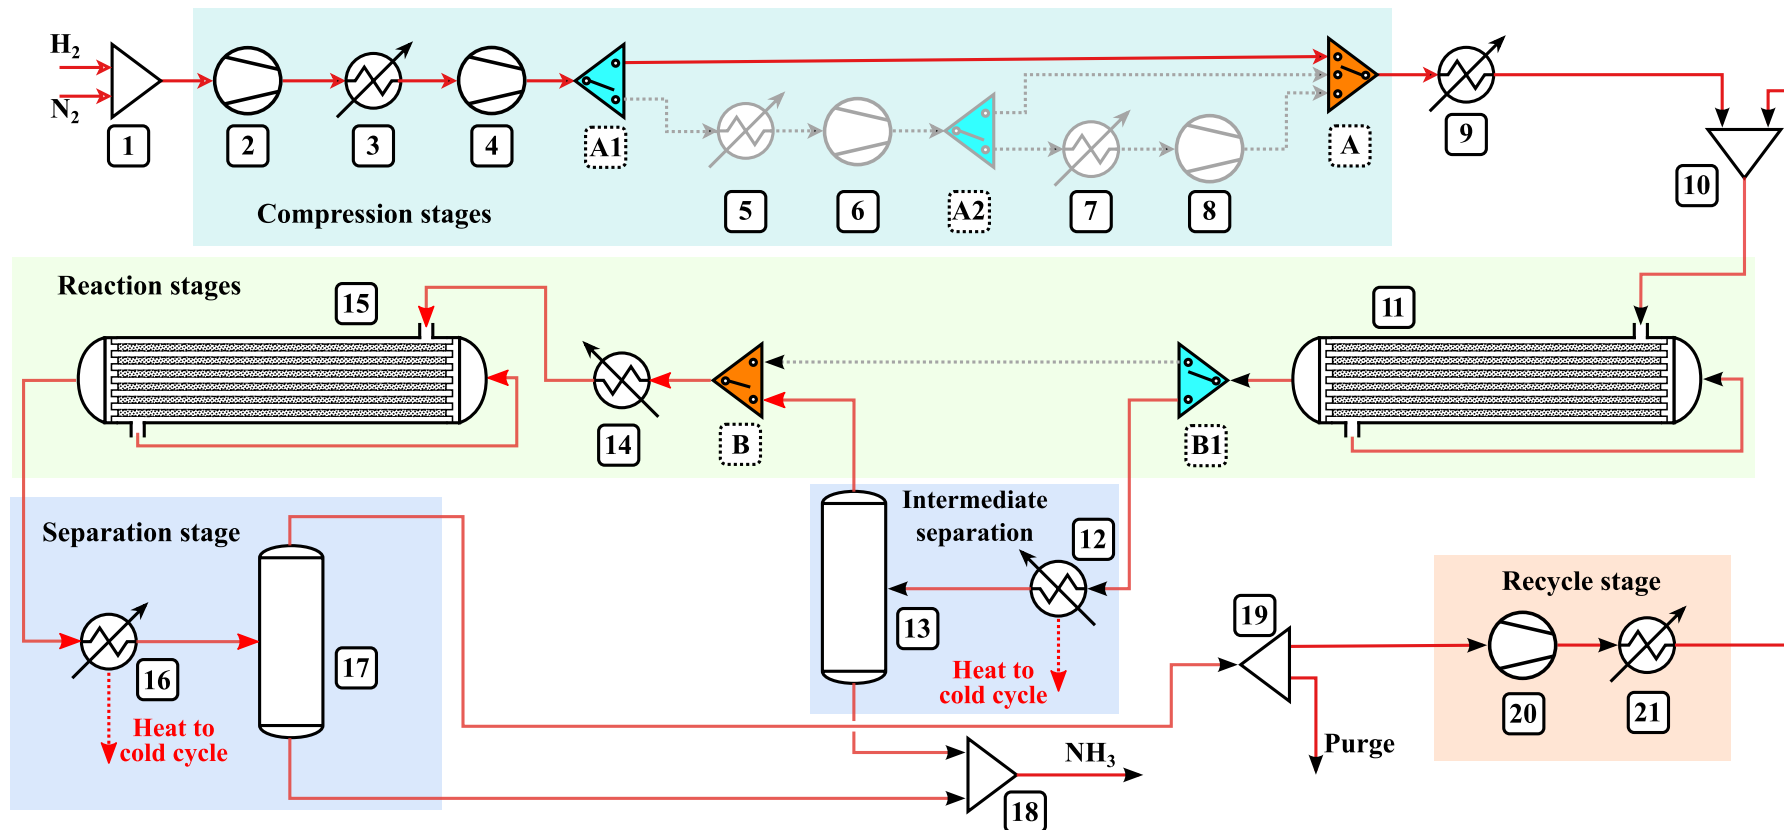 H₂
N₂
1
2
3
4
A1
5
6
A2
7
8
A
9
10
Compression stages
Reaction stages
15
11
14
B
B1
Separation stage
Intermediate
separation
12
13
16
17
Heat to
cold cycle
Heat to
cold cycle
NH₃
18
19
Purge
Recycle stage
20
21